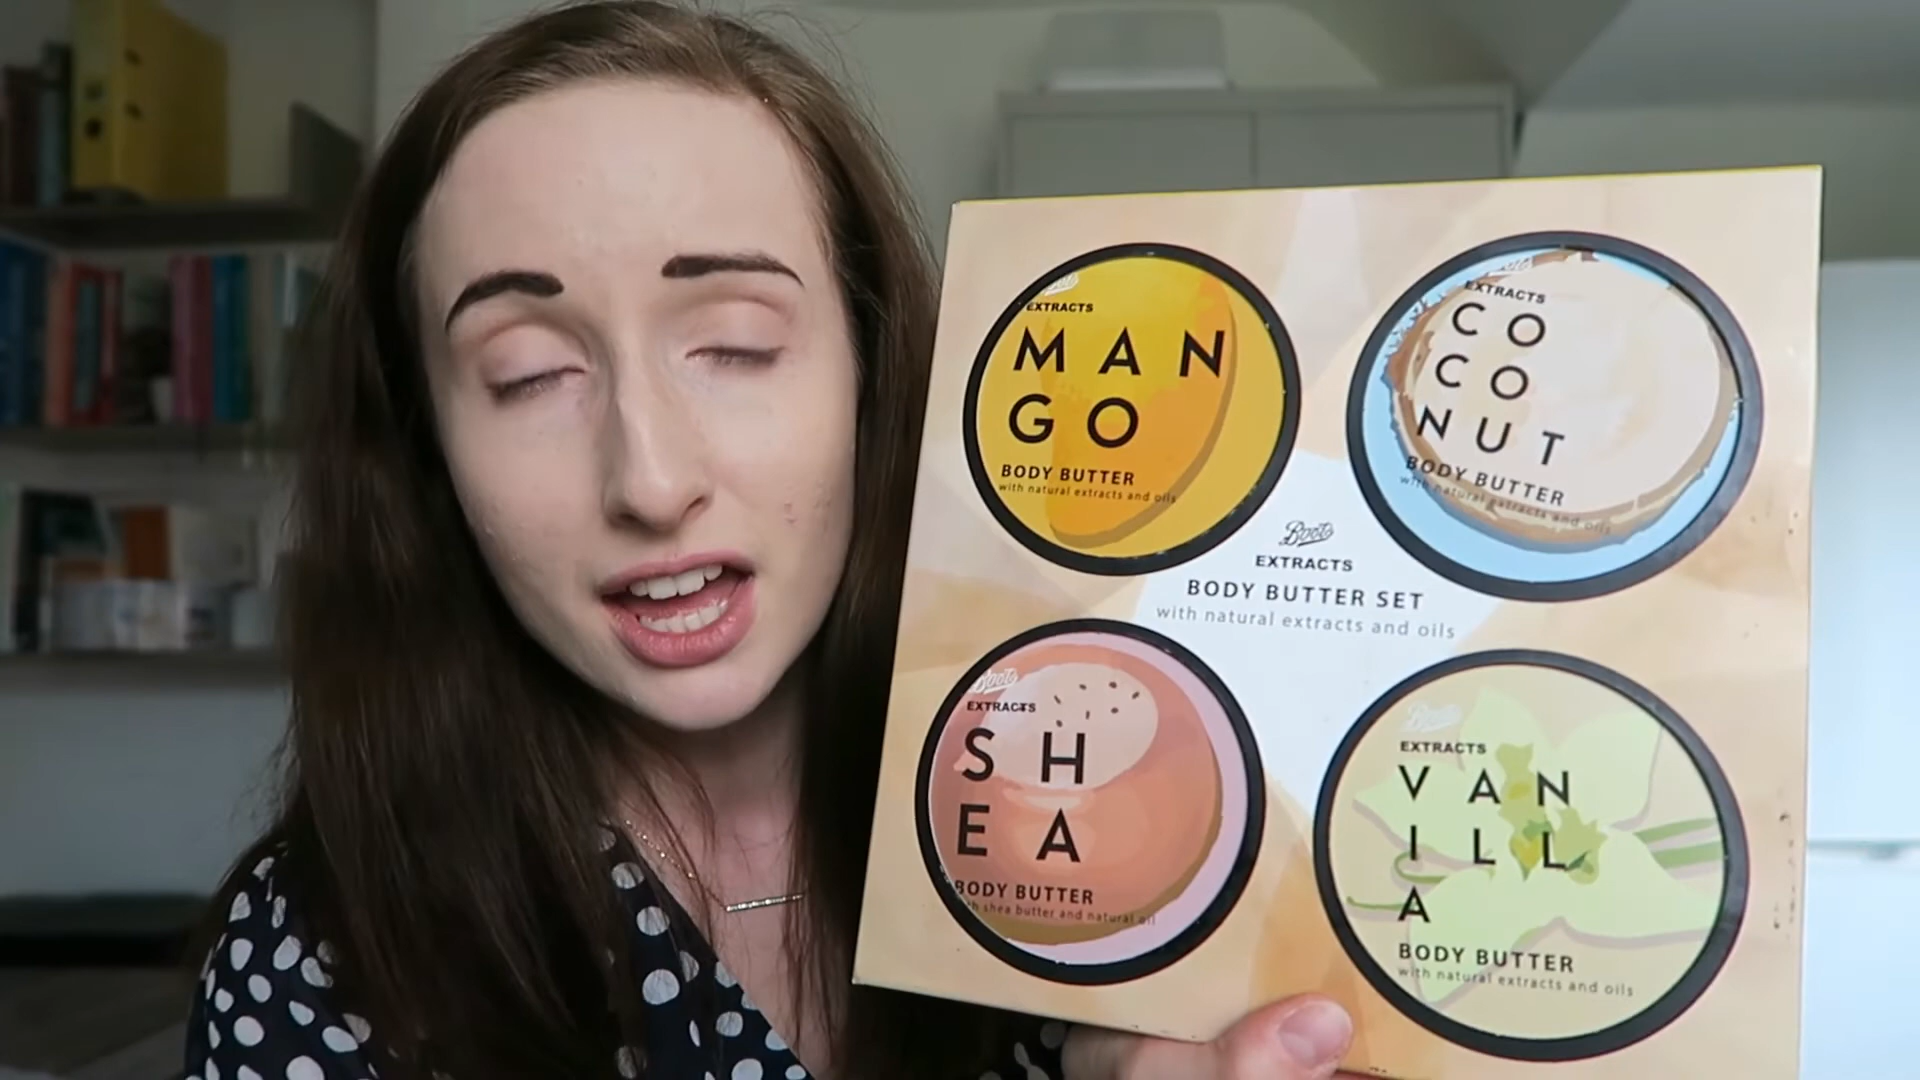 Boots
EXTRACTS
MAN
GO
BODY BUTTER
with natural extracts and oils
Boots
EXTRACTS
CO
CO
NUT
BODY BUTTER
with natural extracts and oils
Boots
EXTRACTS
BODY BUTTER SET
with natural extracts and oils
Boots
EXTRACTS
SH
EA
BODY BUTTER
with shea butter and natural oil
Boots
EXTRACTS
VAN
ILL
A
BODY BUTTER
with natural extracts and oils